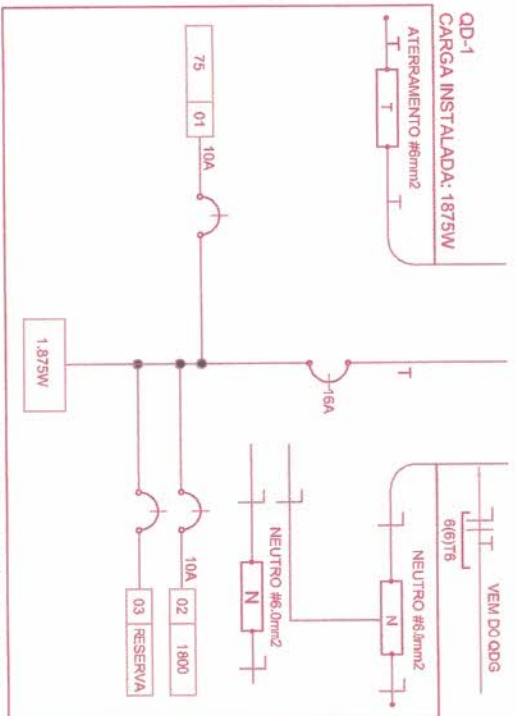 QD-1
CARGA INSTALADA: 1875W
T
T
T
ATERRAMENTO #6mm2
6(6)T6
VEM DO QDG
T
16A
N
NEUTRO #6.0mm2
N
NEUTRO #6.0mm2
75 01 10A
10A 02 1800
03 RESERVA
1.875W